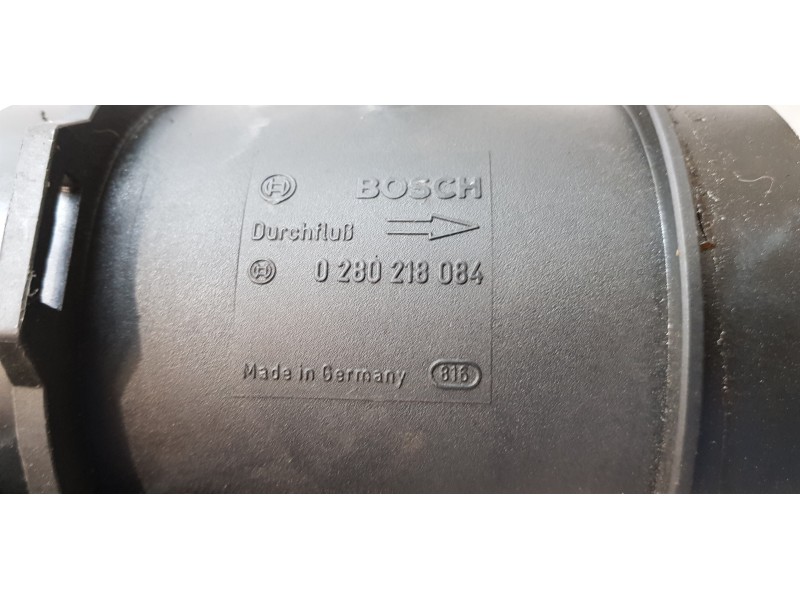 BOSCH
Durchfluß
0 280 218 084
Made in Germany 816